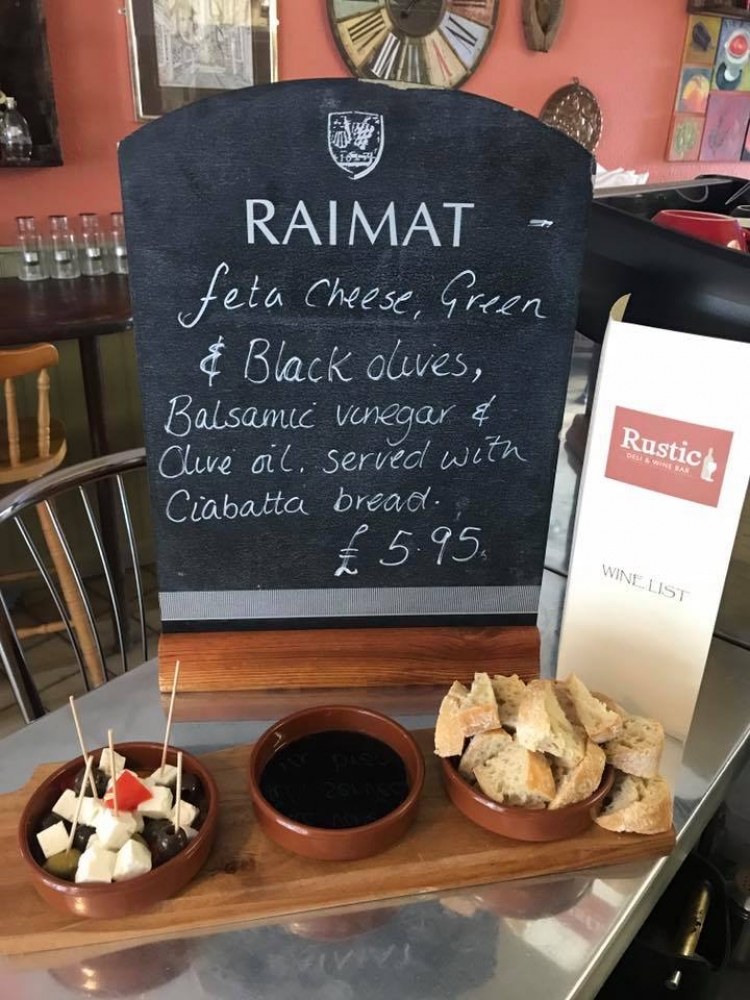 RAIMAT
feta Cheese, Green
& Black olives,
Balsamic vinegar &
Olive oil. served with
Ciabatta bread.
£ 5.95
Rustic
DELI & WINE BAR
WINE LIST